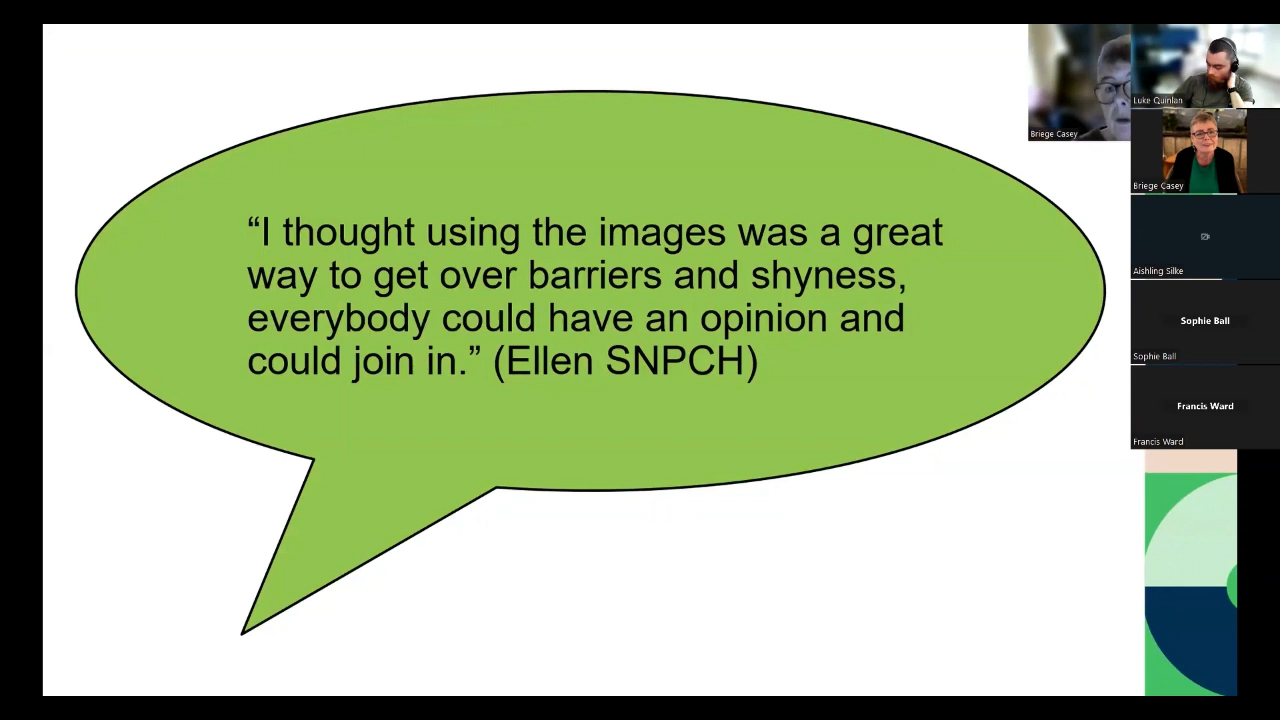 “I thought using the images was a great
way to get over barriers and shyness,
everybody could have an opinion and
could join in.” (Ellen SNPCH)
Briege Casey
Luke Quinlan
Briege Casey
Aishling Silke
Sophie Ball
Sophie Ball
Francis Ward
Francis Ward